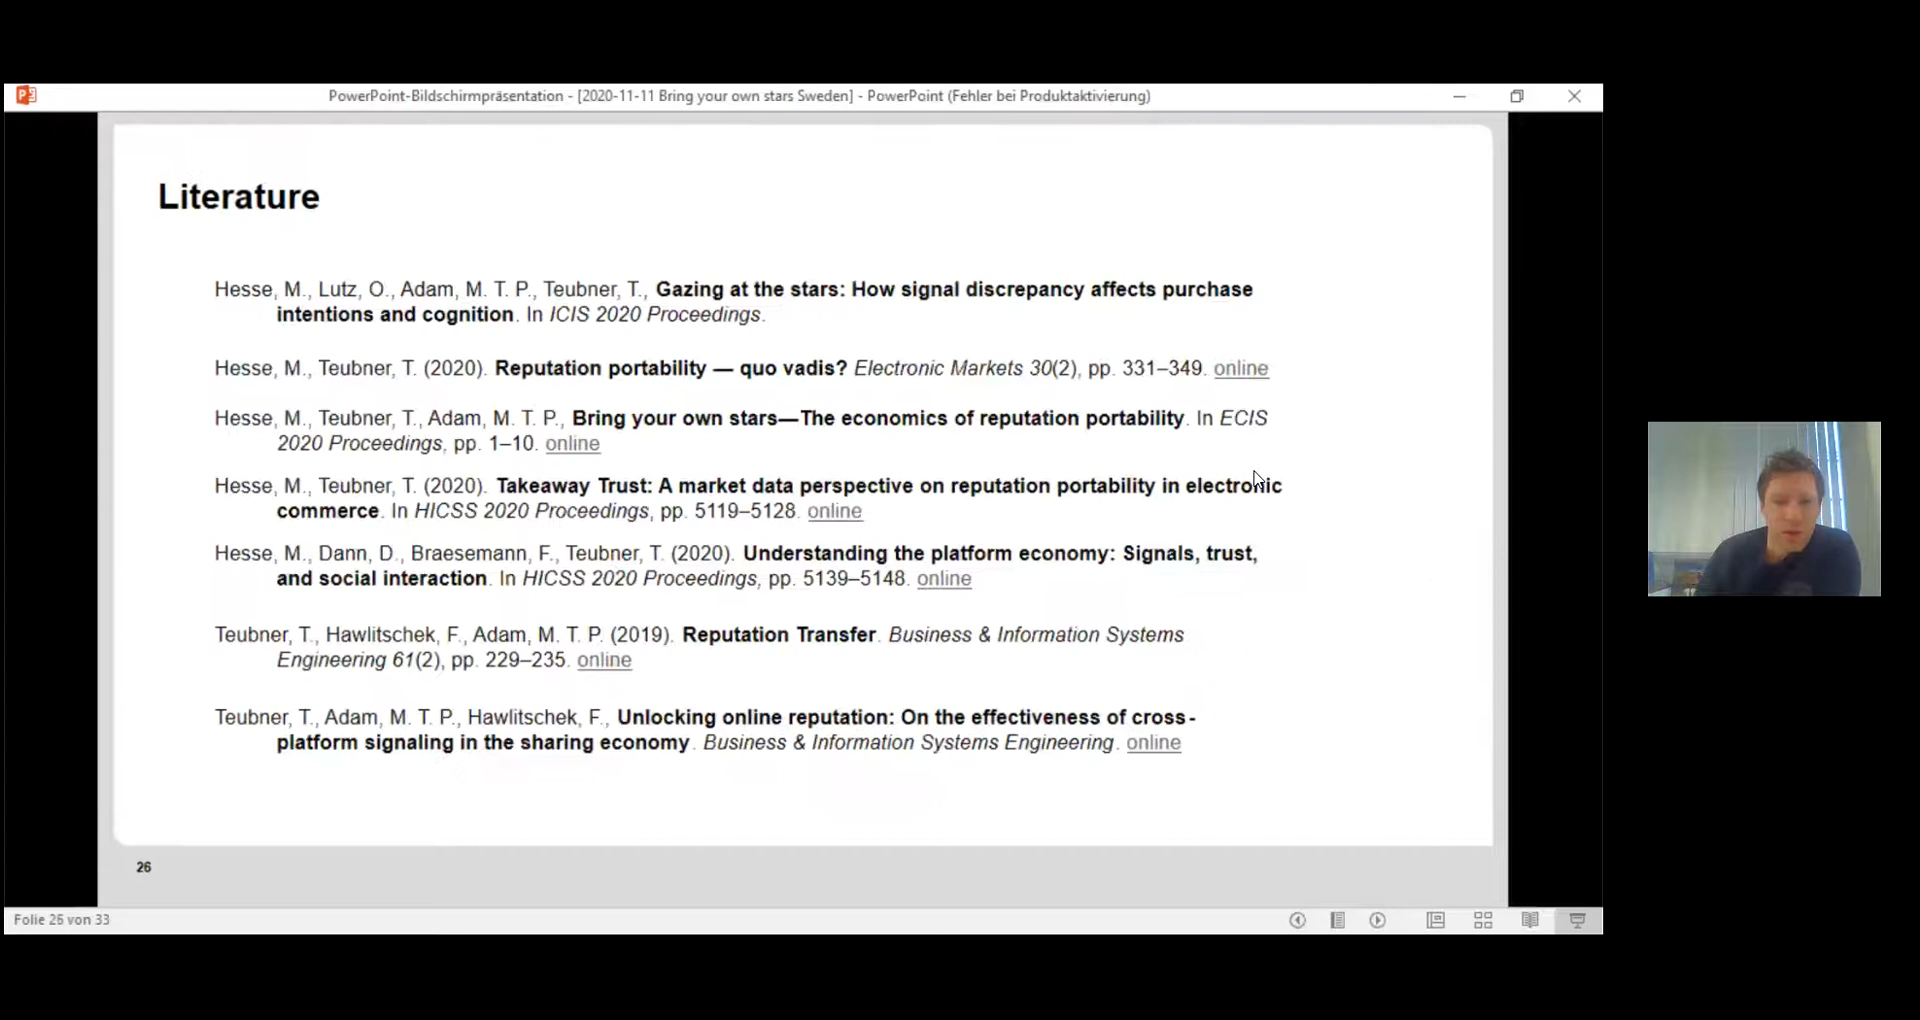 PowerPoint-Bildschirmpräsentation - [2020-11-11 Bring your own stars Sweden] - PowerPoint (Fehler bei Produktaktivierung)
Literature
Hesse, M., Lutz, O., Adam, M. T. P., Teubner, T., Gazing at the stars: How signal discrepancy affects purchase
intentions and cognition. In ICIS 2020 Proceedings.
Hesse, M., Teubner, T. (2020). Reputation portability — quo vadis? Electronic Markets 30(2), pp. 331–349. online
Hesse, M., Teubner, T., Adam, M. T. P., Bring your own stars—The economics of reputation portability. In ECIS
2020 Proceedings, pp. 1–10. online
Hesse, M., Teubner, T. (2020). Takeaway Trust: A market data perspective on reputation portability in electronic
commerce. In HICSS 2020 Proceedings, pp. 5119–5128. online
Hesse, M., Dann, D., Braesemann, F., Teubner, T. (2020). Understanding the platform economy: Signals, trust,
and social interaction. In HICSS 2020 Proceedings, pp. 5139–5148. online
Teubner, T., Hawlitschek, F., Adam, M. T. P. (2019). Reputation Transfer. Business & Information Systems
Engineering 61(2), pp. 229–235. online
Teubner, T., Adam, M. T. P., Hawlitschek, F., Unlocking online reputation: On the effectiveness of cross-
platform signaling in the sharing economy. Business & Information Systems Engineering. online
26
Folie 26 von 33